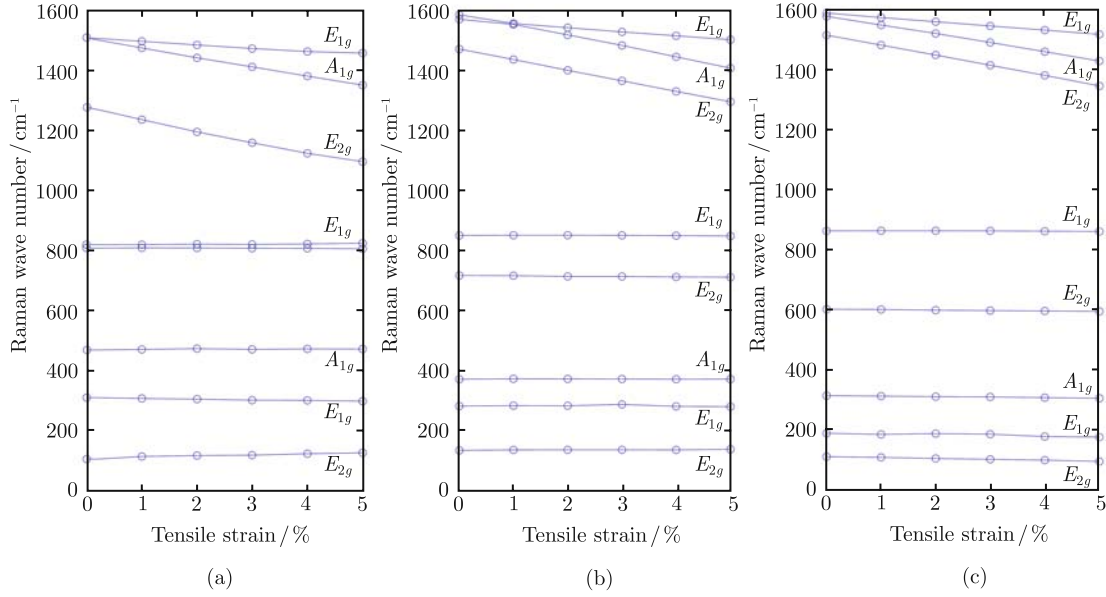 Raman wave number/cm⁻¹
1600
1400
1200
1000
800
600
400
200
0
E₁g
A₁g
E₂g
E₁g
A₁g
E₁g
E₂g
0 1 2 3 4 5
Tensile strain/%
(a)
Raman wave number/cm⁻¹
1600
1400
1200
1000
800
600
400
200
0
E₁g
A₁g
E₂g
E₁g
E₂g
A₁g
E₁g
E₂g
0 1 2 3 4 5
Tensile strain/%
(b)
Raman wave number/cm⁻¹
1600
1400
1200
1000
800
600
400
200
0
E₁g
A₁g
E₂g
E₁g
E₂g
A₁g
E₁g
E₂g
0 1 2 3 4 5
Tensile strain/%
(c)